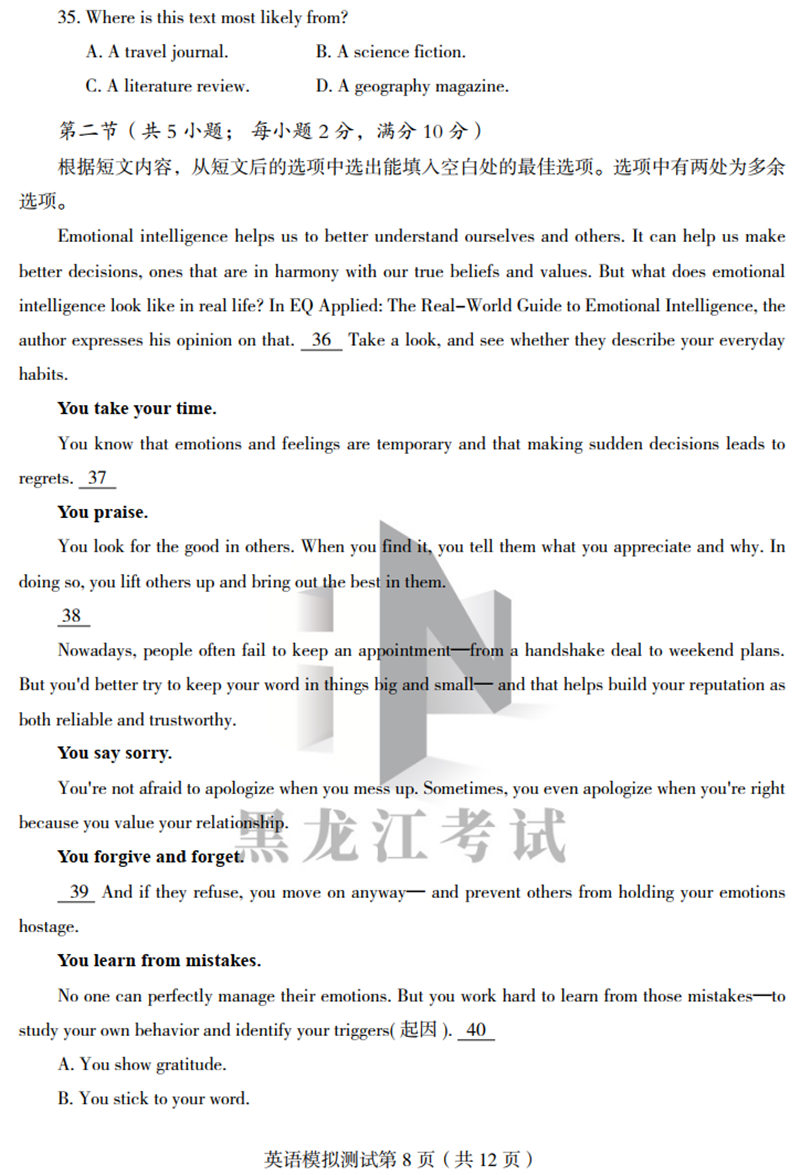 35. Where is this text most likely from?
A. A travel journal. B. A science fiction.
C. A literature review. D. A geography magazine.
第二节（共 5 小题； 每小题 2 分，满分 10 分）
根据短文内容，从短文后的选项中选出能填入空白处的最佳选项。选项中有两处为多余
选项。
Emotional intelligence helps us to better understand ourselves and others. It can help us make
better decisions, ones that are in harmony with our true beliefs and values. But what does emotional
intelligence look like in real life? In EQ Applied: The Real-World Guide to Emotional Intelligence, the
author expresses his opinion on that. 36 Take a look, and see whether they describe your everyday
habits.
You take your time.
You know that emotions and feelings are temporary and that making sudden decisions leads to
regrets. 37
You praise.
You look for the good in others. When you find it, you tell them what you appreciate and why. In
doing so, you lift others up and bring out the best in them.
38
Nowadays, people often fail to keep an appointment—from a handshake deal to weekend plans.
But you'd better try to keep your word in things big and small— and that helps build your reputation as
both reliable and trustworthy.
You say sorry.
You're not afraid to apologize when you mess up. Sometimes, you even apologize when you're right
because you value your relationship.
You forgive and forget.
39 And if they refuse, you move on anyway— and prevent others from holding your emotions
hostage.
You learn from mistakes.
No one can perfectly manage their emotions. But you work hard to learn from those mistakes—to
study your own behavior and identify your triggers( 起因 ). 40
A. You show gratitude.
B. You stick to your word.
英语模拟测试第 8 页（共 12 页）
黑龙江考试